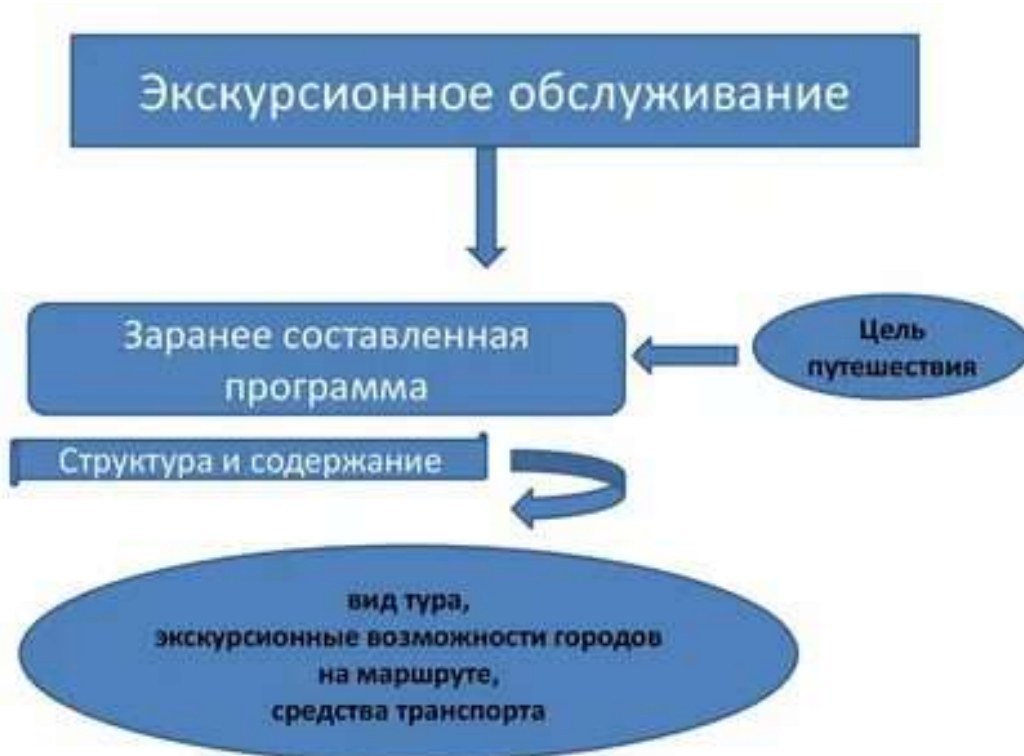 Экскурсионное обслуживание
Заранее составленная
программа
Цель
путешествия
Структура и содержание
вид тура,
экскурсионные возможности городов
на маршруте,
средства транспорта